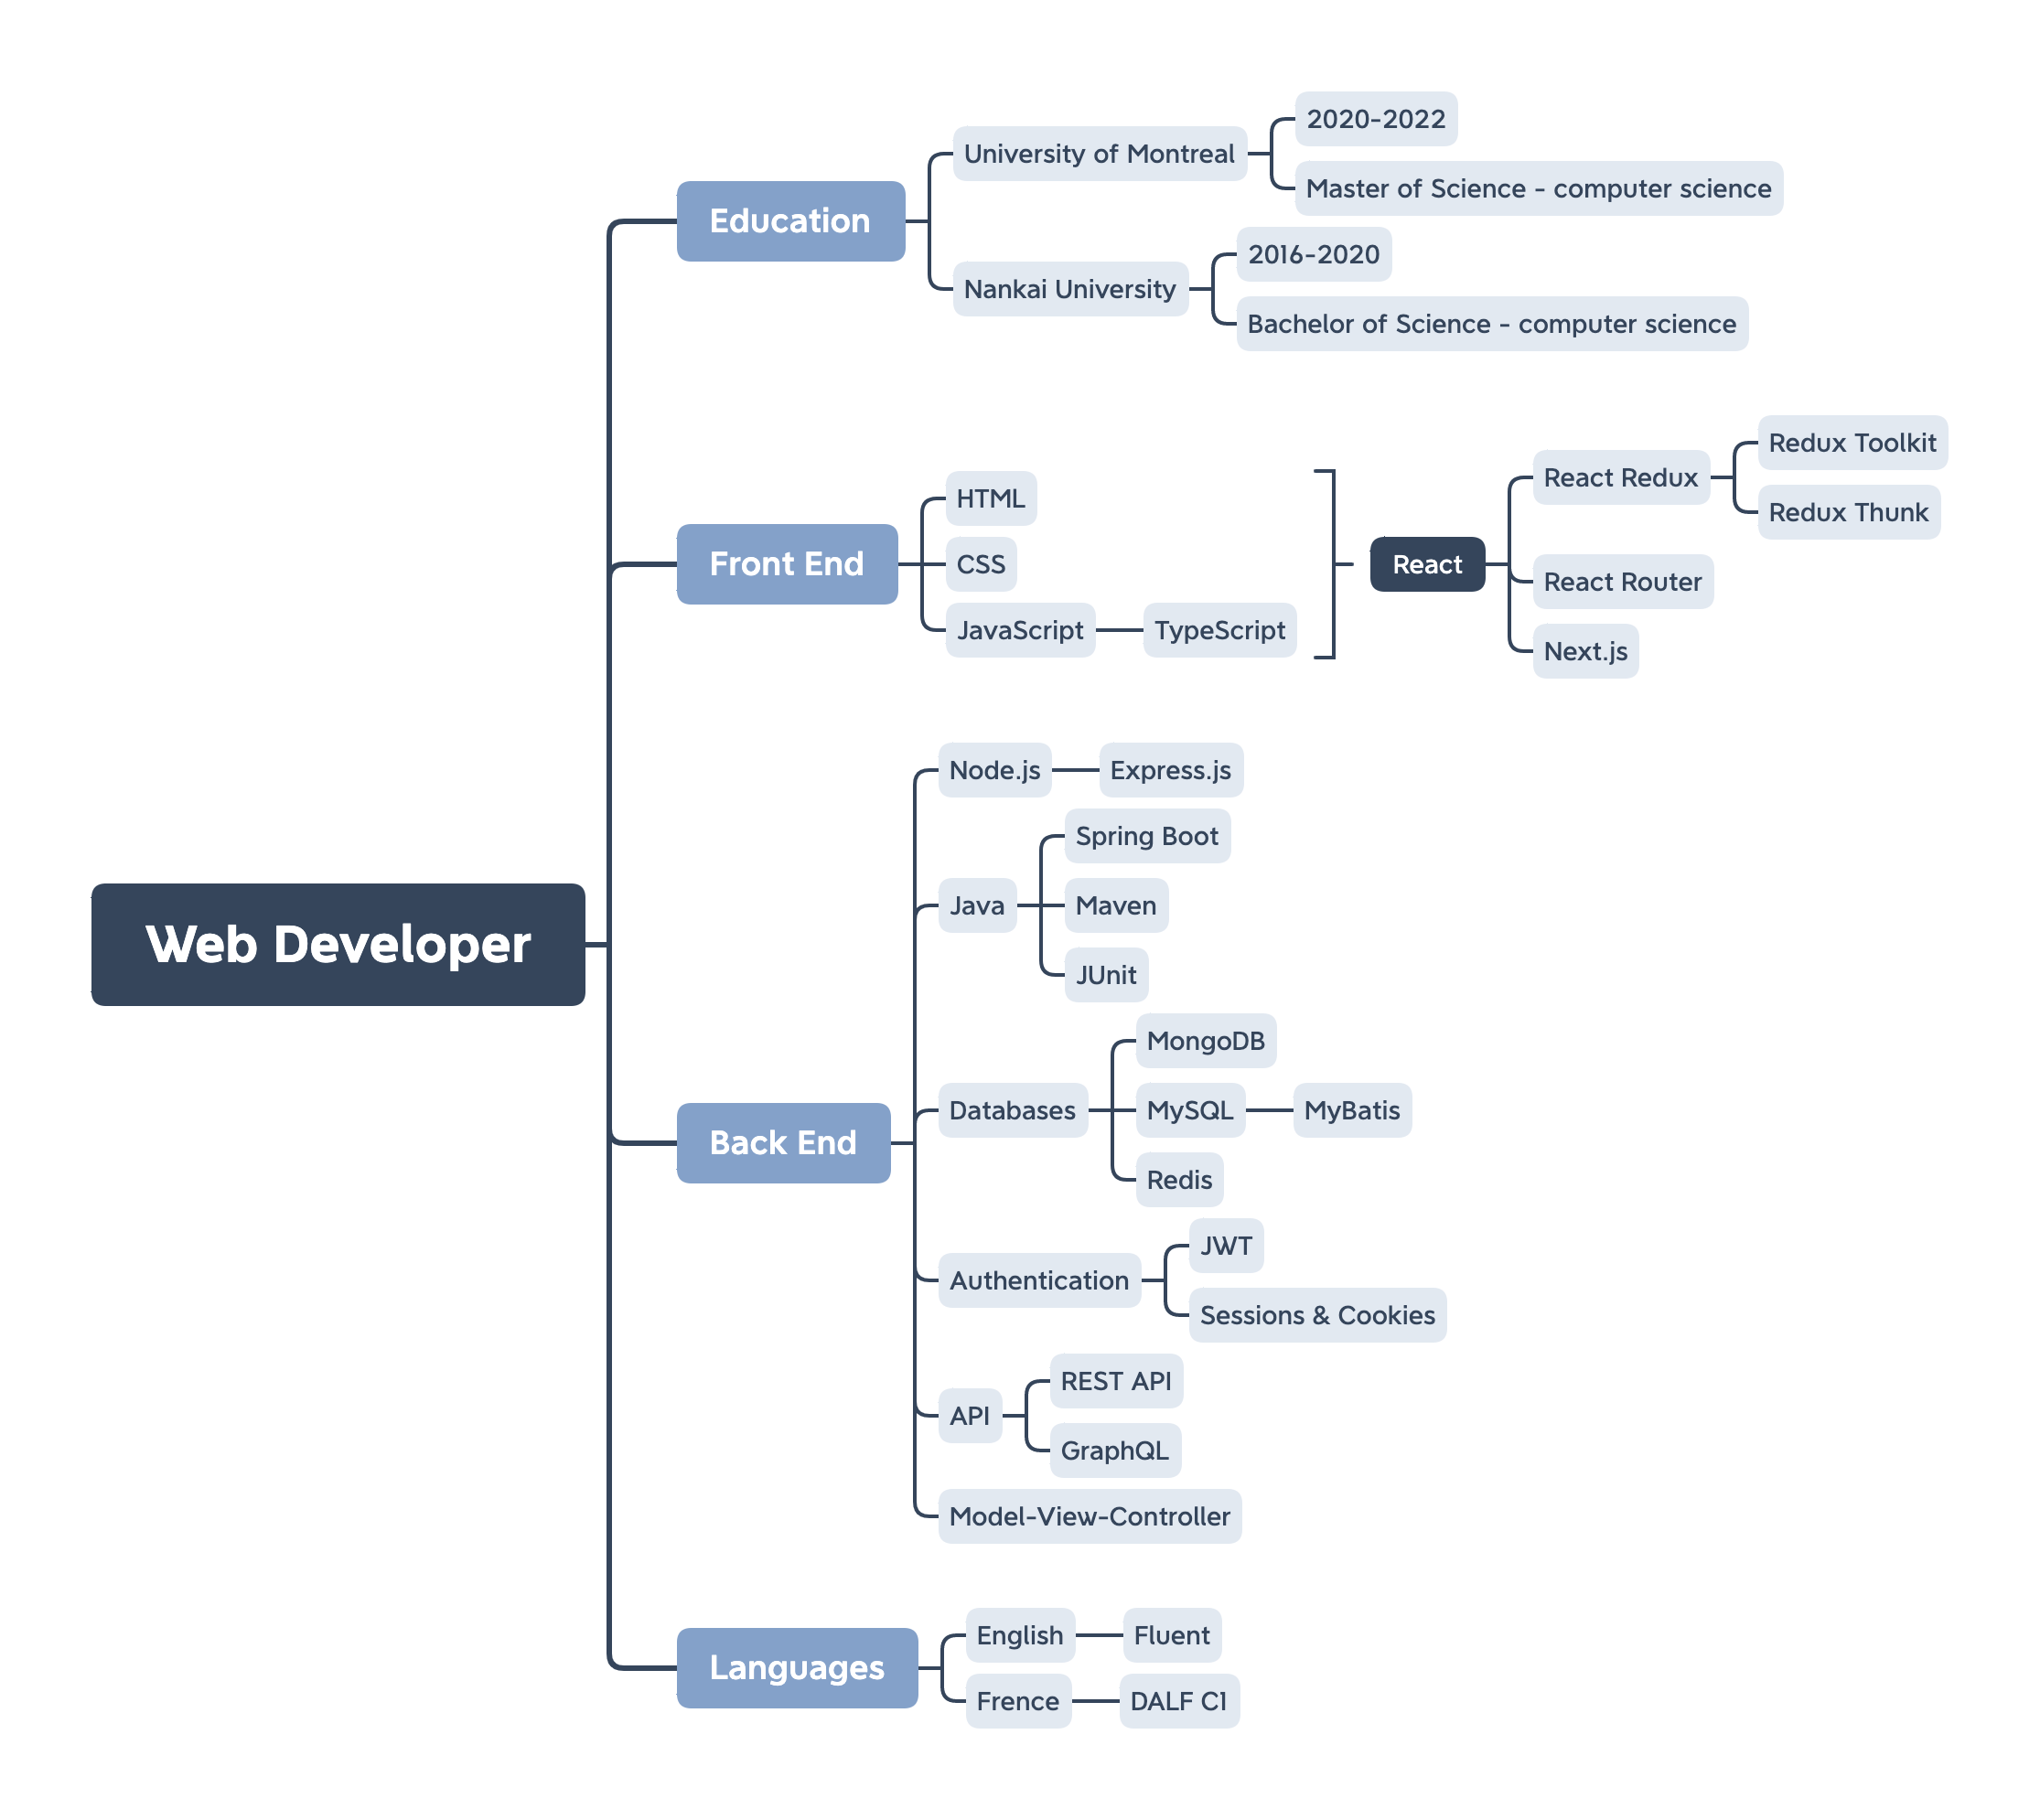 Web Developer
Education
University of Montreal
2020-2022
Master of Science - computer science
Nankai University
2016-2020
Bachelor of Science - computer science
Front End
HTML
CSS
JavaScript
TypeScript
React
React Redux
Redux Toolkit
Redux Thunk
React Router
Next.js
Back End
Node.js
Express.js
Java
Spring Boot
Maven
JUnit
Databases
MongoDB
MySQL
MyBatis
Redis
Authentication
JWT
Sessions & Cookies
API
REST API
GraphQL
Model-View-Controller
Languages
English
Fluent
Frence
DALF C1